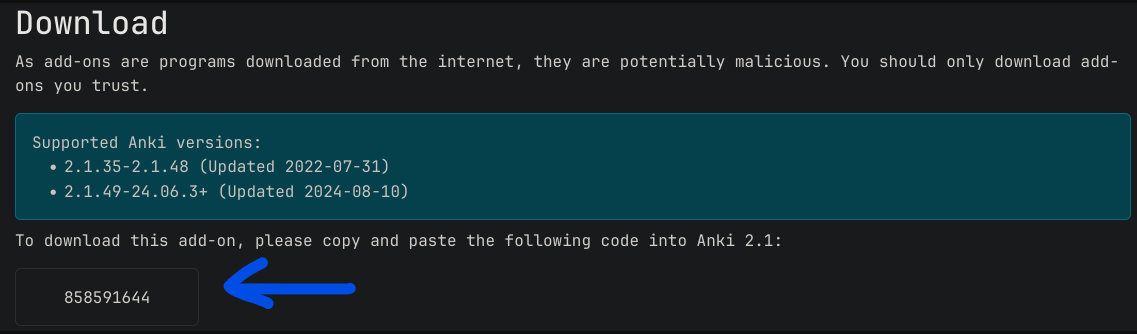 Download
As add-ons are programs downloaded from the internet, they are potentially malicious. You should only download add-
ons you trust.
Supported Anki versions:
• 2.1.35-2.1.48 (Updated 2022-07-31)
• 2.1.49-24.06.3+ (Updated 2024-08-10)
To download this add-on, please copy and paste the following code into Anki 2.1:
858591644